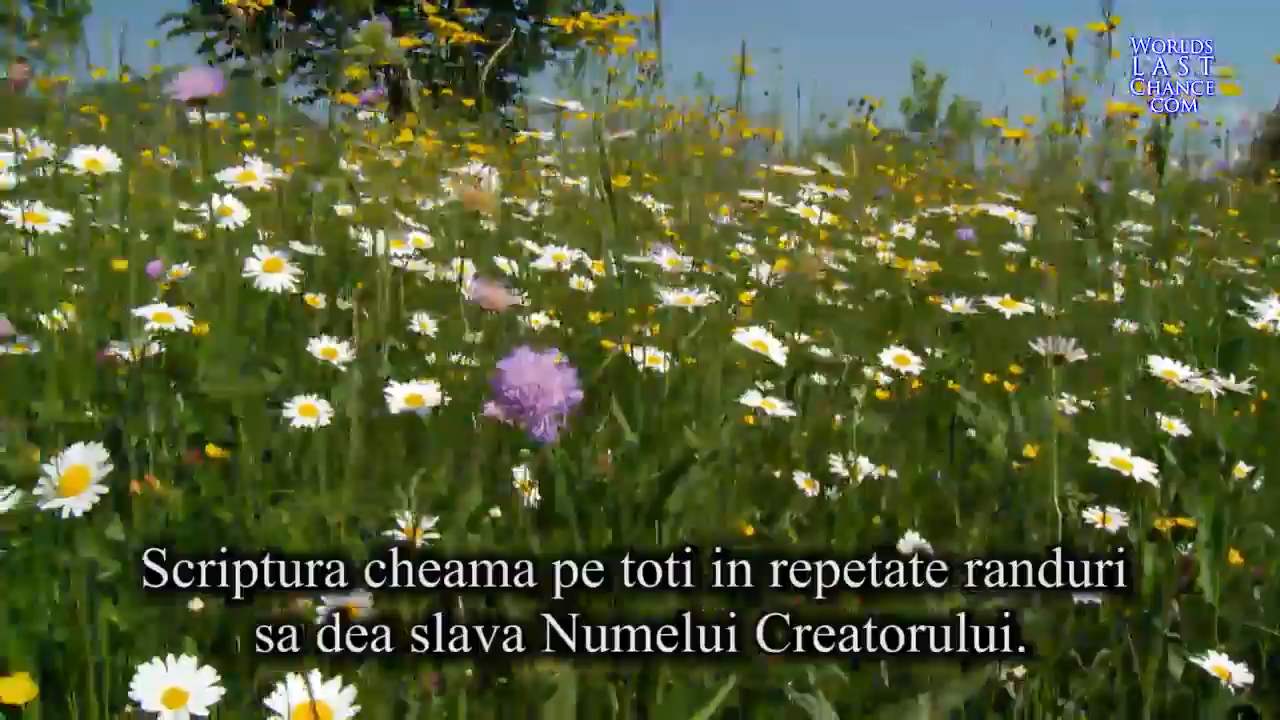 WORLDS
LAST
CHANCE
.COM
Scriptura cheama pe toti in repetate randuri
sa dea slava Numelui Creatorului.